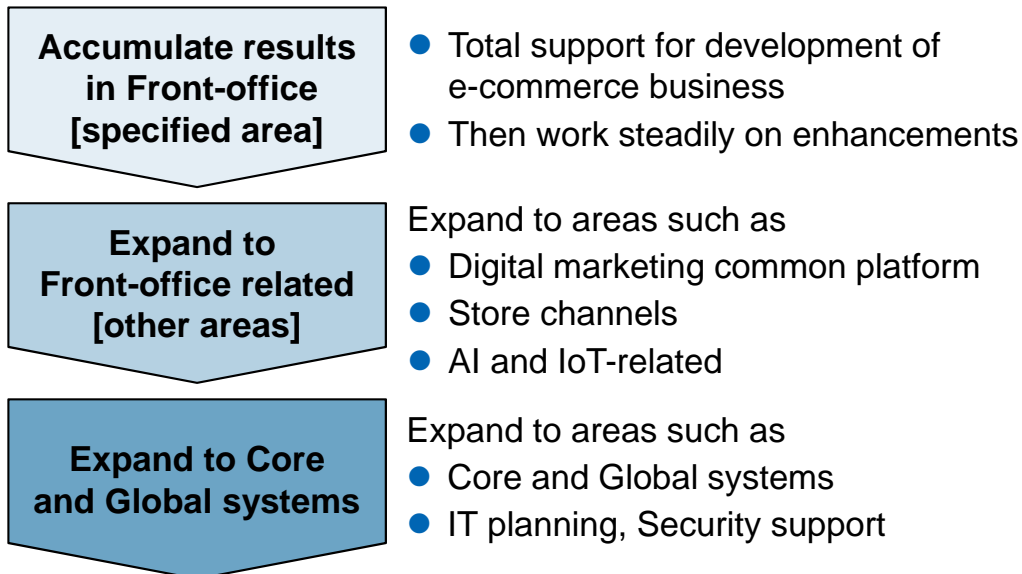 Accumulate results
in Front-office
[specified area]
● Total support for development of
e-commerce business
● Then work steadily on enhancements
Expand to
Front-office related
[other areas]
Expand to areas such as
● Digital marketing common platform
● Store channels
● AI and IoT-related
Expand to Core
and Global systems
Expand to areas such as
● Core and Global systems
● IT planning, Security support